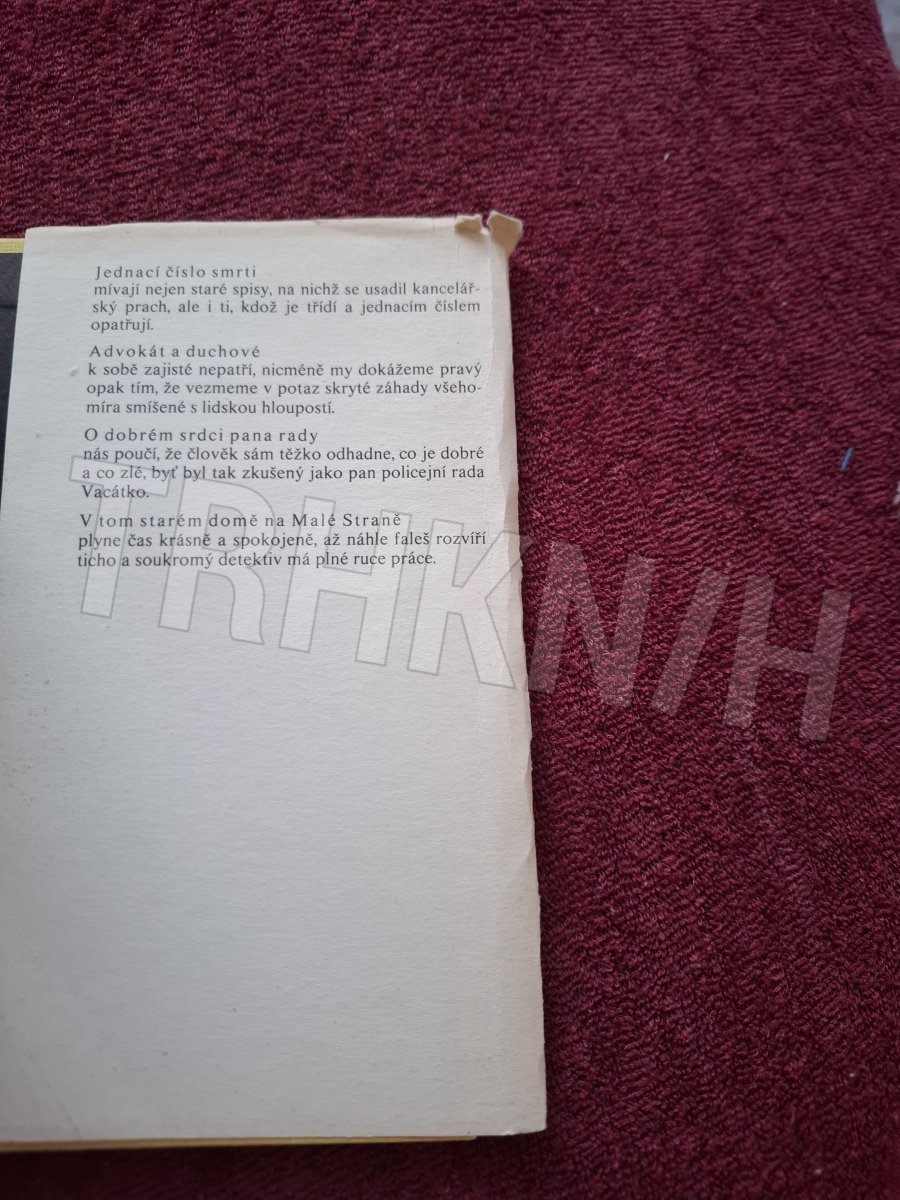 Jednací číslo smrti
mívají nejen staré spisy, na nichž se usadil kancelář-
ský prach, ale i ti, kdož je třídí a jednacím číslem
opatřují.
Advokát a duchové
k sobě zajisté nepatří, nicméně my dokážeme pravý
opak tím, že vezmeme v potaz skryté záhady všeho-
míra smíšené s lidskou hloupostí.
O dobrém srdci pana rady
nás poučí, že člověk sám těžko odhadne, co je dobré
a co zlé, byť byl tak zkušený jako pan policejní rada
Vacátko.
V tom starém domě na Malé Straně
plyne čas krásně a spokojeně, až náhle faleš rozvíří
ticho a soukromý detektiv má plné ruce práce.
TRHKNI/H